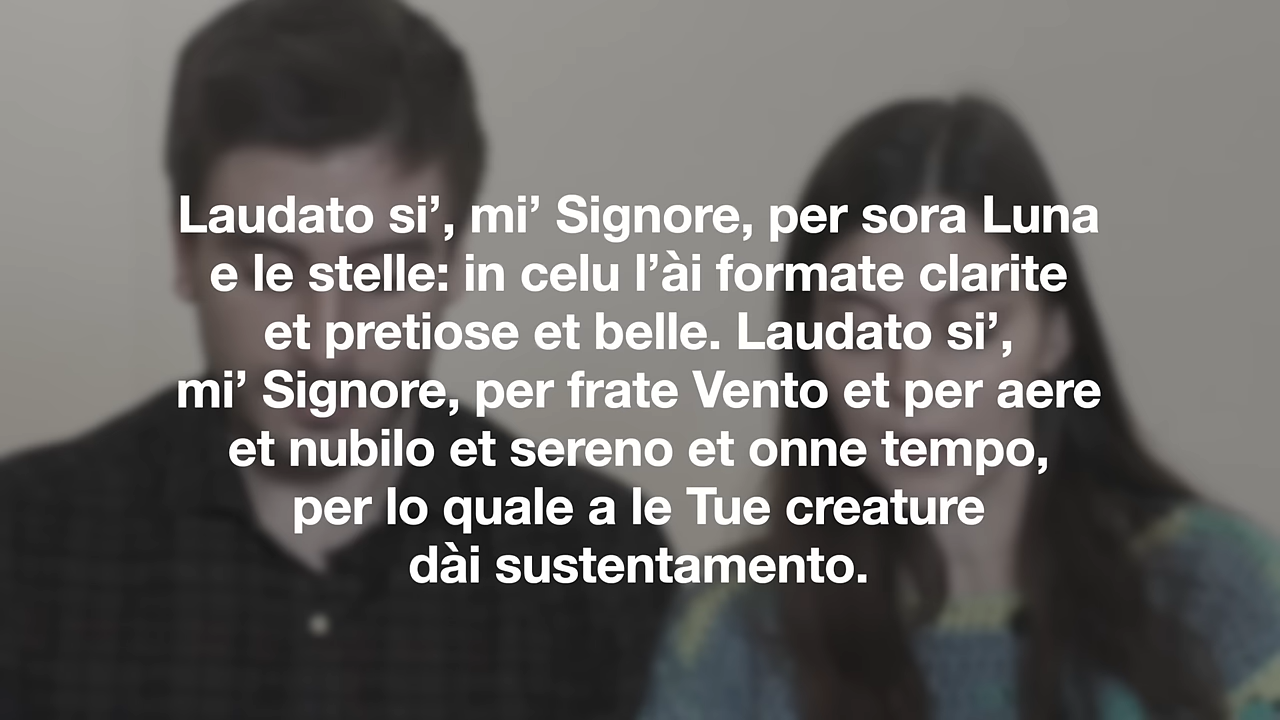 Laudato si’, mi’ Signore, per sora Luna
e le stelle: in celu l’ài formate clarite
et pretiose et belle. Laudato si’,
mi’ Signore, per frate Vento et per aere
et nubilo et sereno et onne tempo,
per lo quale a le Tue creature
dài sustentamento.